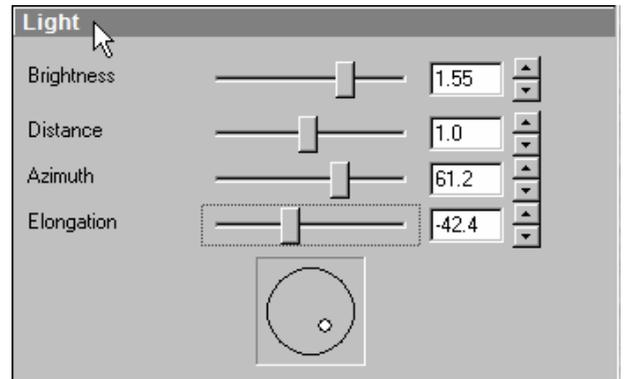 Light
Brightness 1.55
Distance 1.0
Azimuth 61.2
Elongation -42.4